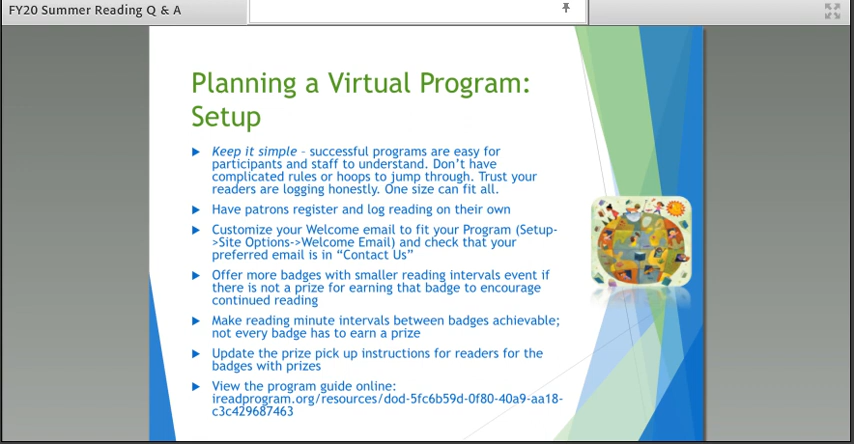 FY20 Summer Reading Q & A
Planning a Virtual Program:
Setup
Keep it simple – successful programs are easy for
participants and staff to understand. Don't have
complicated rules or hoops to jump through. Trust your
readers are logging honestly. One size can fit all.
Have patrons register and log reading on their own
Customize your Welcome email to fit your Program (Setup-
>Site Options->Welcome Email) and check that your
preferred email is in "Contact Us"
Offer more badges with smaller reading intervals event if
there is not a prize for earning that badge to encourage
continued reading
Make reading minute intervals between badges achievable;
not every badge has to earn a prize
Update the prize pick up instructions for readers for the
badges with prizes
View the program guide online:
ireadprogram.org/resources/dod-5fc6b59d-0f80-40a9-aa18-
c3c429687463